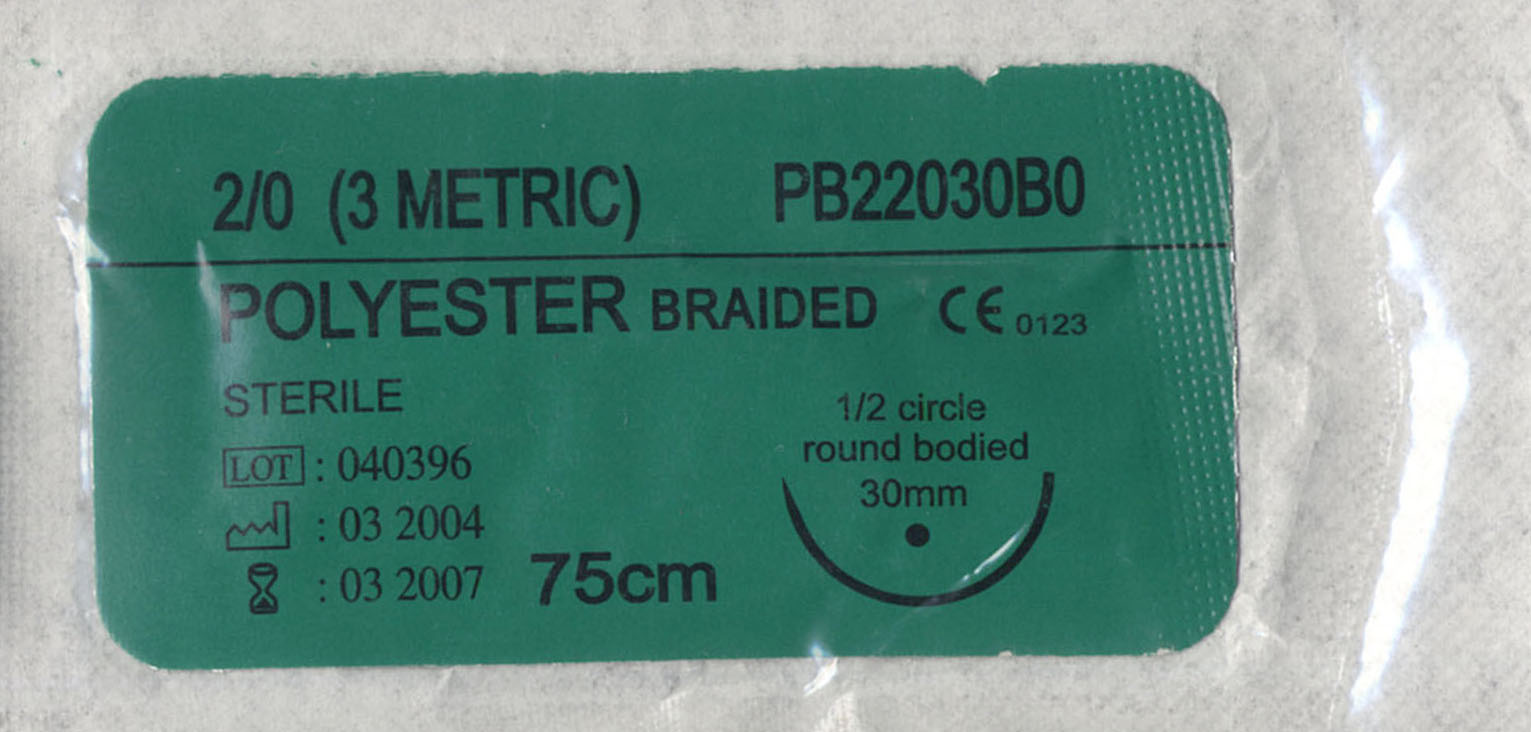 2/0 (3 METRIC) PB22030B0
POLYESTER BRAIDED CE 0123
STERILE
LOT : 040396
: 03 2004
: 03 2007
75cm
1/2 circle
round bodied
30mm